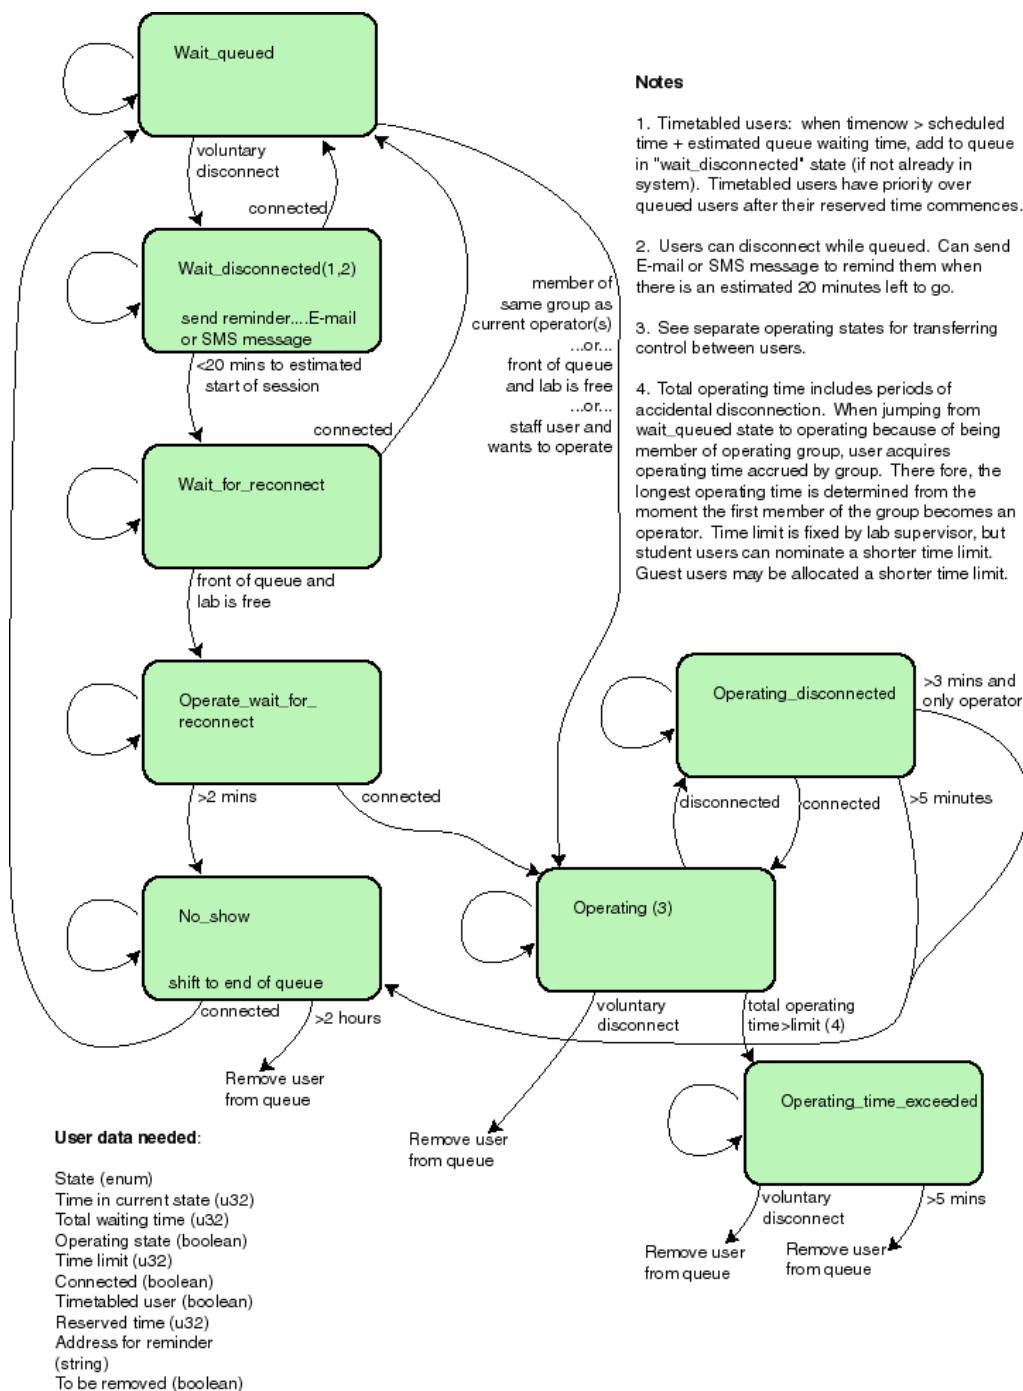 Wait_queued
voluntary
disconnect
connected
Wait_disconnected(1,2)
send reminder....E-mail
or SMS message
<20 mins to estimated
start of session
connected
Wait_for_reconnect
front of queue and
lab is free
Operate_wait_for_
reconnect
>2 mins
connected
No_show
shift to end of queue
connected
>2 hours
Remove user
from queue
member of
same group as
current operator(s)
...or...
front of queue
and lab is free
...or...
staff user and
wants to operate
Notes
1. Timetabled users: when timenow > scheduled
time + estimated queue waiting time, add to queue
in "wait_disconnected" state (if not already in
system). Timetabled users have priority over
queued users after their reserved time commences.
2. Users can disconnect while queued. Can send
E-mail or SMS message to remind them when
there is an estimated 20 minutes left to go.
3. See separate operating states for transferring
control between users.
4. Total operating time includes periods of
accidental disconnection. When jumping from
wait_queued state to operating because of being
member of operating group, user acquires
operating time accrued by group. There fore, the
longest operating time is determined from the
moment the first member of the group becomes an
operator. Time limit is fixed by lab supervisor, but
student users can nominate a shorter time limit.
Guest users may be allocated a shorter time limit.
Operating_disconnected
>3 mins and
only operator
disconnected
connected
>5 minutes
Operating (3)
voluntary
disconnect
total operating
time>limit (4)
Remove user
from queue
Operating_time_exceeded
voluntary
disconnect
>5 mins
Remove user
from queue
Remove user
from queue
User data needed:
State (enum)
Time in current state (u32)
Total waiting time (u32)
Operating state (boolean)
Time limit (u32)
Connected (boolean)
Timetabled user (boolean)
Reserved time (u32)
Address for reminder
(string)
To be removed (boolean)